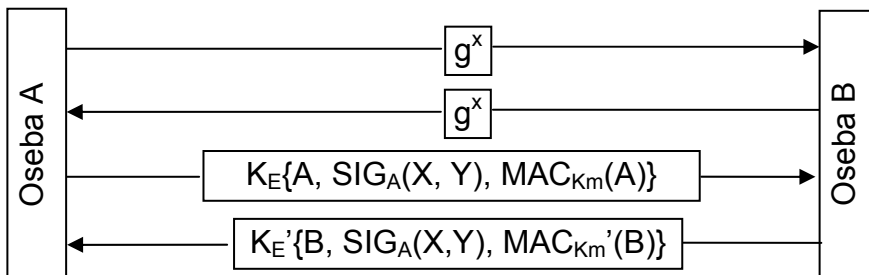 Oseba A
g^x
g^x
K_E{A, SIG_A(X, Y), MAC_Km(A)}
K_E'{B, SIG_A(X,Y), MAC_Km'(B)}
Oseba B